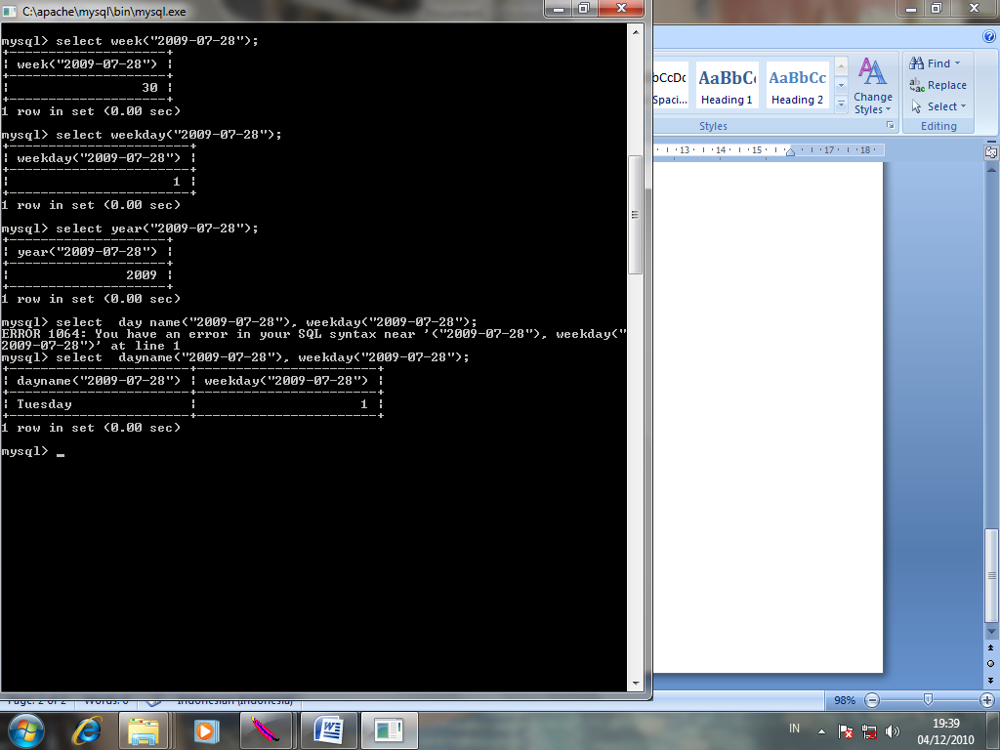 C:\apache\mysql\bin\mysql.exe
mysql> select week("2009-07-28");
+--------------------+
| week("2009-07-28") |
+--------------------+
| 30 |
+--------------------+
1 row in set (0.00 sec)
mysql> select weekday("2009-07-28");
+-----------------------+
| weekday("2009-07-28") |
+-----------------------+
| 1 |
+-----------------------+
1 row in set (0.00 sec)
mysql> select year("2009-07-28");
+--------------------+
| year("2009-07-28") |
+--------------------+
| 2009 |
+--------------------+
1 row in set (0.00 sec)
mysql> select  day name("2009-07-28"), weekday("2009-07-28");
ERROR 1064: You have an error in your SQL syntax near '("2009-07-28"), weekday("
2009-07-28")' at line 1
mysql> select  dayname("2009-07-28"), weekday("2009-07-28");
+-----------------------+-----------------------+
| dayname("2009-07-28") | weekday("2009-07-28") |
+-----------------------+-----------------------+
| Tuesday | 1 |
+-----------------------+-----------------------+
1 row in set (0.00 sec)
mysql> _
bCcDc AaBbC AaBbCc
Spaci... Heading 1 Heading 2
Change
Styles
Styles
Find
Replace
Select
Editing
13 14 15 17 18
Page: 2 of 2 Words: 0 Indonesian (Indonesia)
98%
IN
19:39
04/12/2010